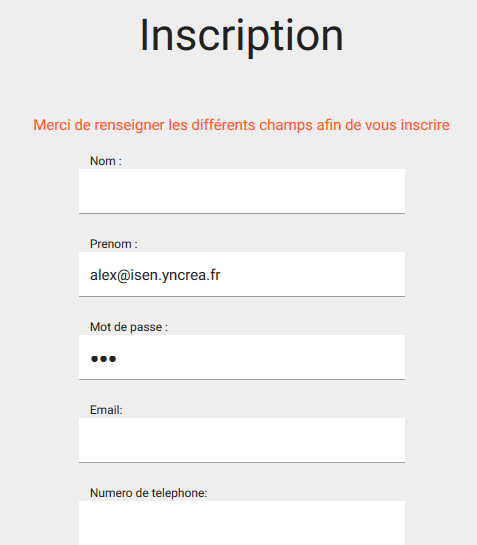 Inscription
Merci de renseigner les différents champs afin de vous inscrire
Nom :
Prenom :
alex@isen.yncrea.fr
Mot de passe :
●●●
Email:
Numero de telephone: